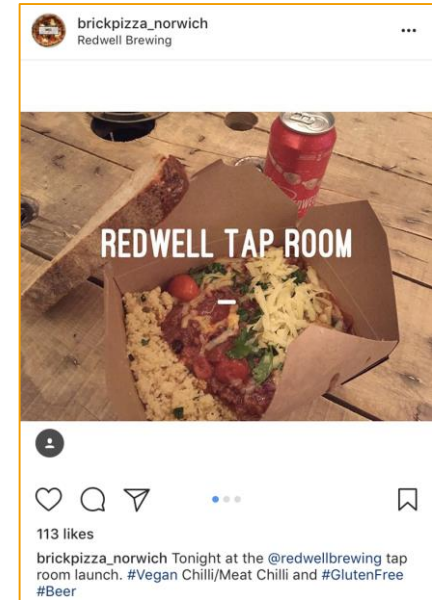 brickpizza_norwich
Redwell Brewing
REDWELL TAP ROOM
113 likes
brickpizza_norwich Tonight at the @redwellbrewing tap
room launch. #Vegan Chilli/Meat Chilli and #GlutenFree
#Beer